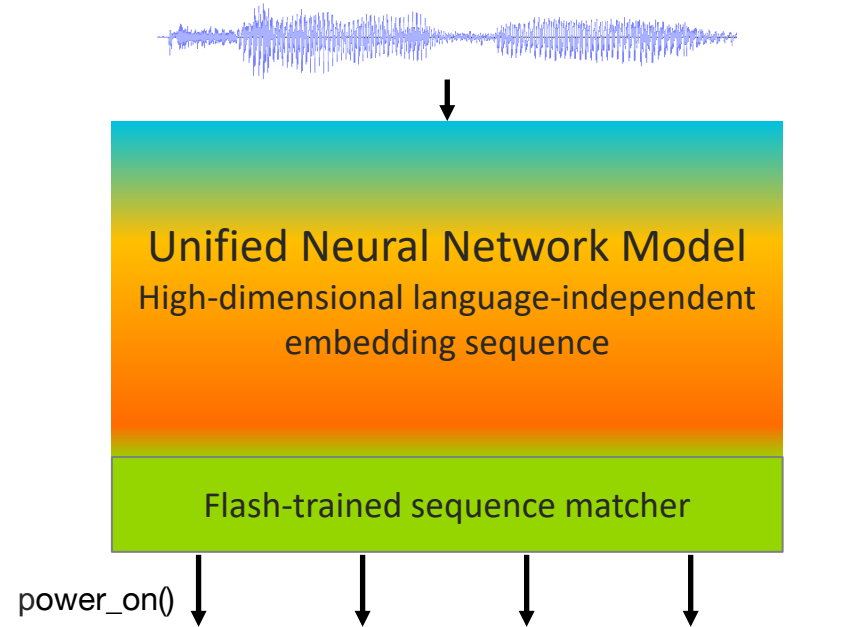 Unified Neural Network Model
High-dimensional language-independent
embedding sequence
Flash-trained sequence matcher
power_on()